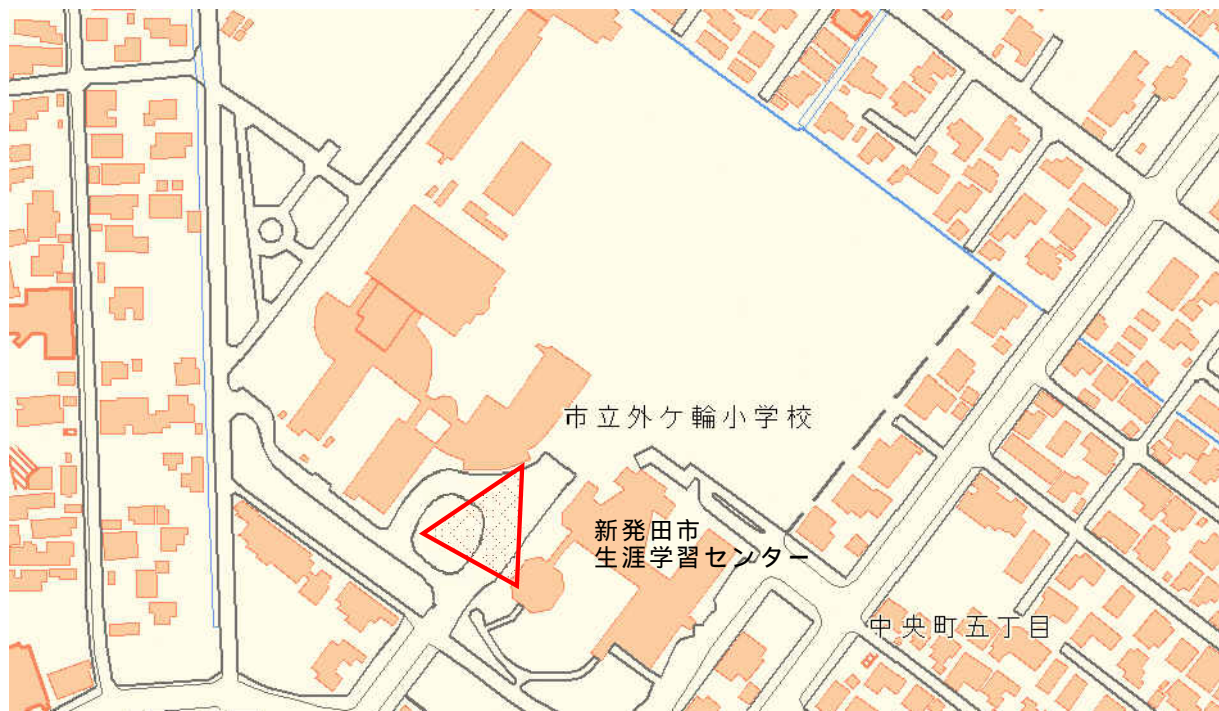 市立外ケ輪小学校
新発田市
生涯学習センター
中央町五丁目